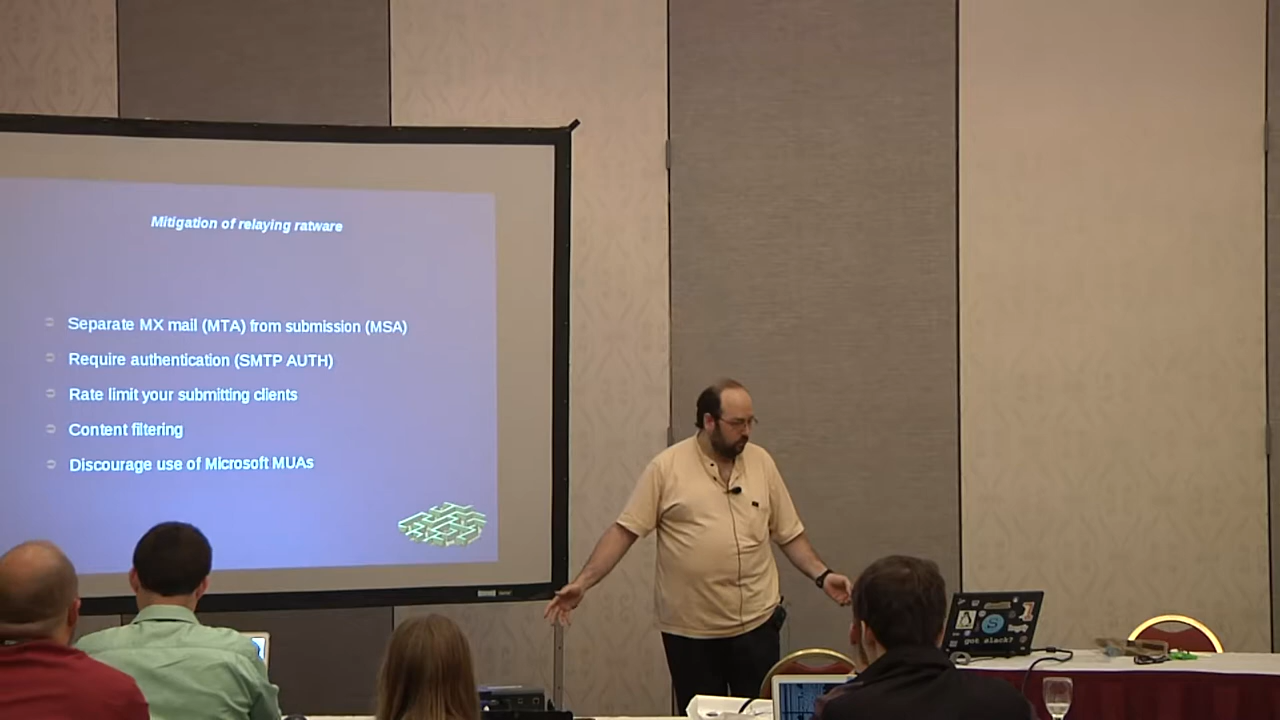 Mitigation of relaying ratware
Separate MX mail (MTA) from submission (MSA)
Require authentication (SMTP AUTH)
Rate limit your submitting clients
Content filtering
Discourage use of Microsoft MUAs
S
got slack?